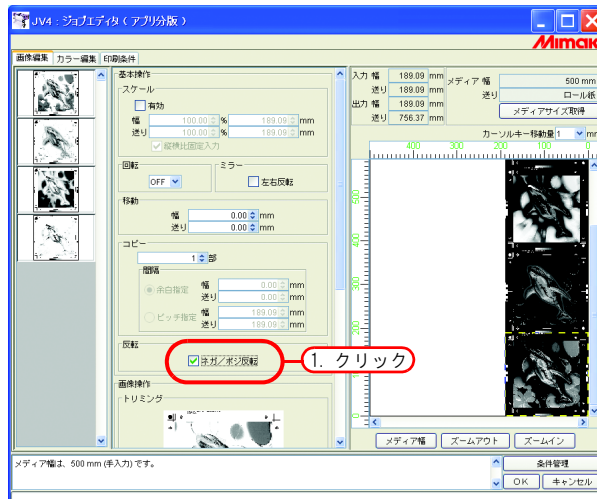 JV4 : ジョブエディタ ( アプリ分版 )
Mimak
画像編集 カラー編集 印刷条件
基本操作
スケール
有効
幅 100.00 % 189.09 mm
送り 100.00 % 189.09 mm
縦横比固定入力
回転
OFF
ミラー
左右反転
移動
幅 0.00 mm
送り 0.00 mm
コピー
1 部
間隔
余白指定 幅 0.00 mm
送り 0.00 mm
ピッチ指定 幅 189.09 mm
送り 189.09 mm
反転
ネガ/ポジ反転
1. クリック
画像操作
トリミング
入力 幅 189.09 mm
送り 189.09 mm
出力 幅 189.09 mm
送り 756.37 mm
メディア 幅 500 mm
送り ロール紙
メディアサイズ取得
カーソルキー移動量 1 mm
400 300 200 100 0
メディア幅 ズームアウト ズームイン
メディア幅は、500 mm (手入力) です。
条件管理
OK キャンセル